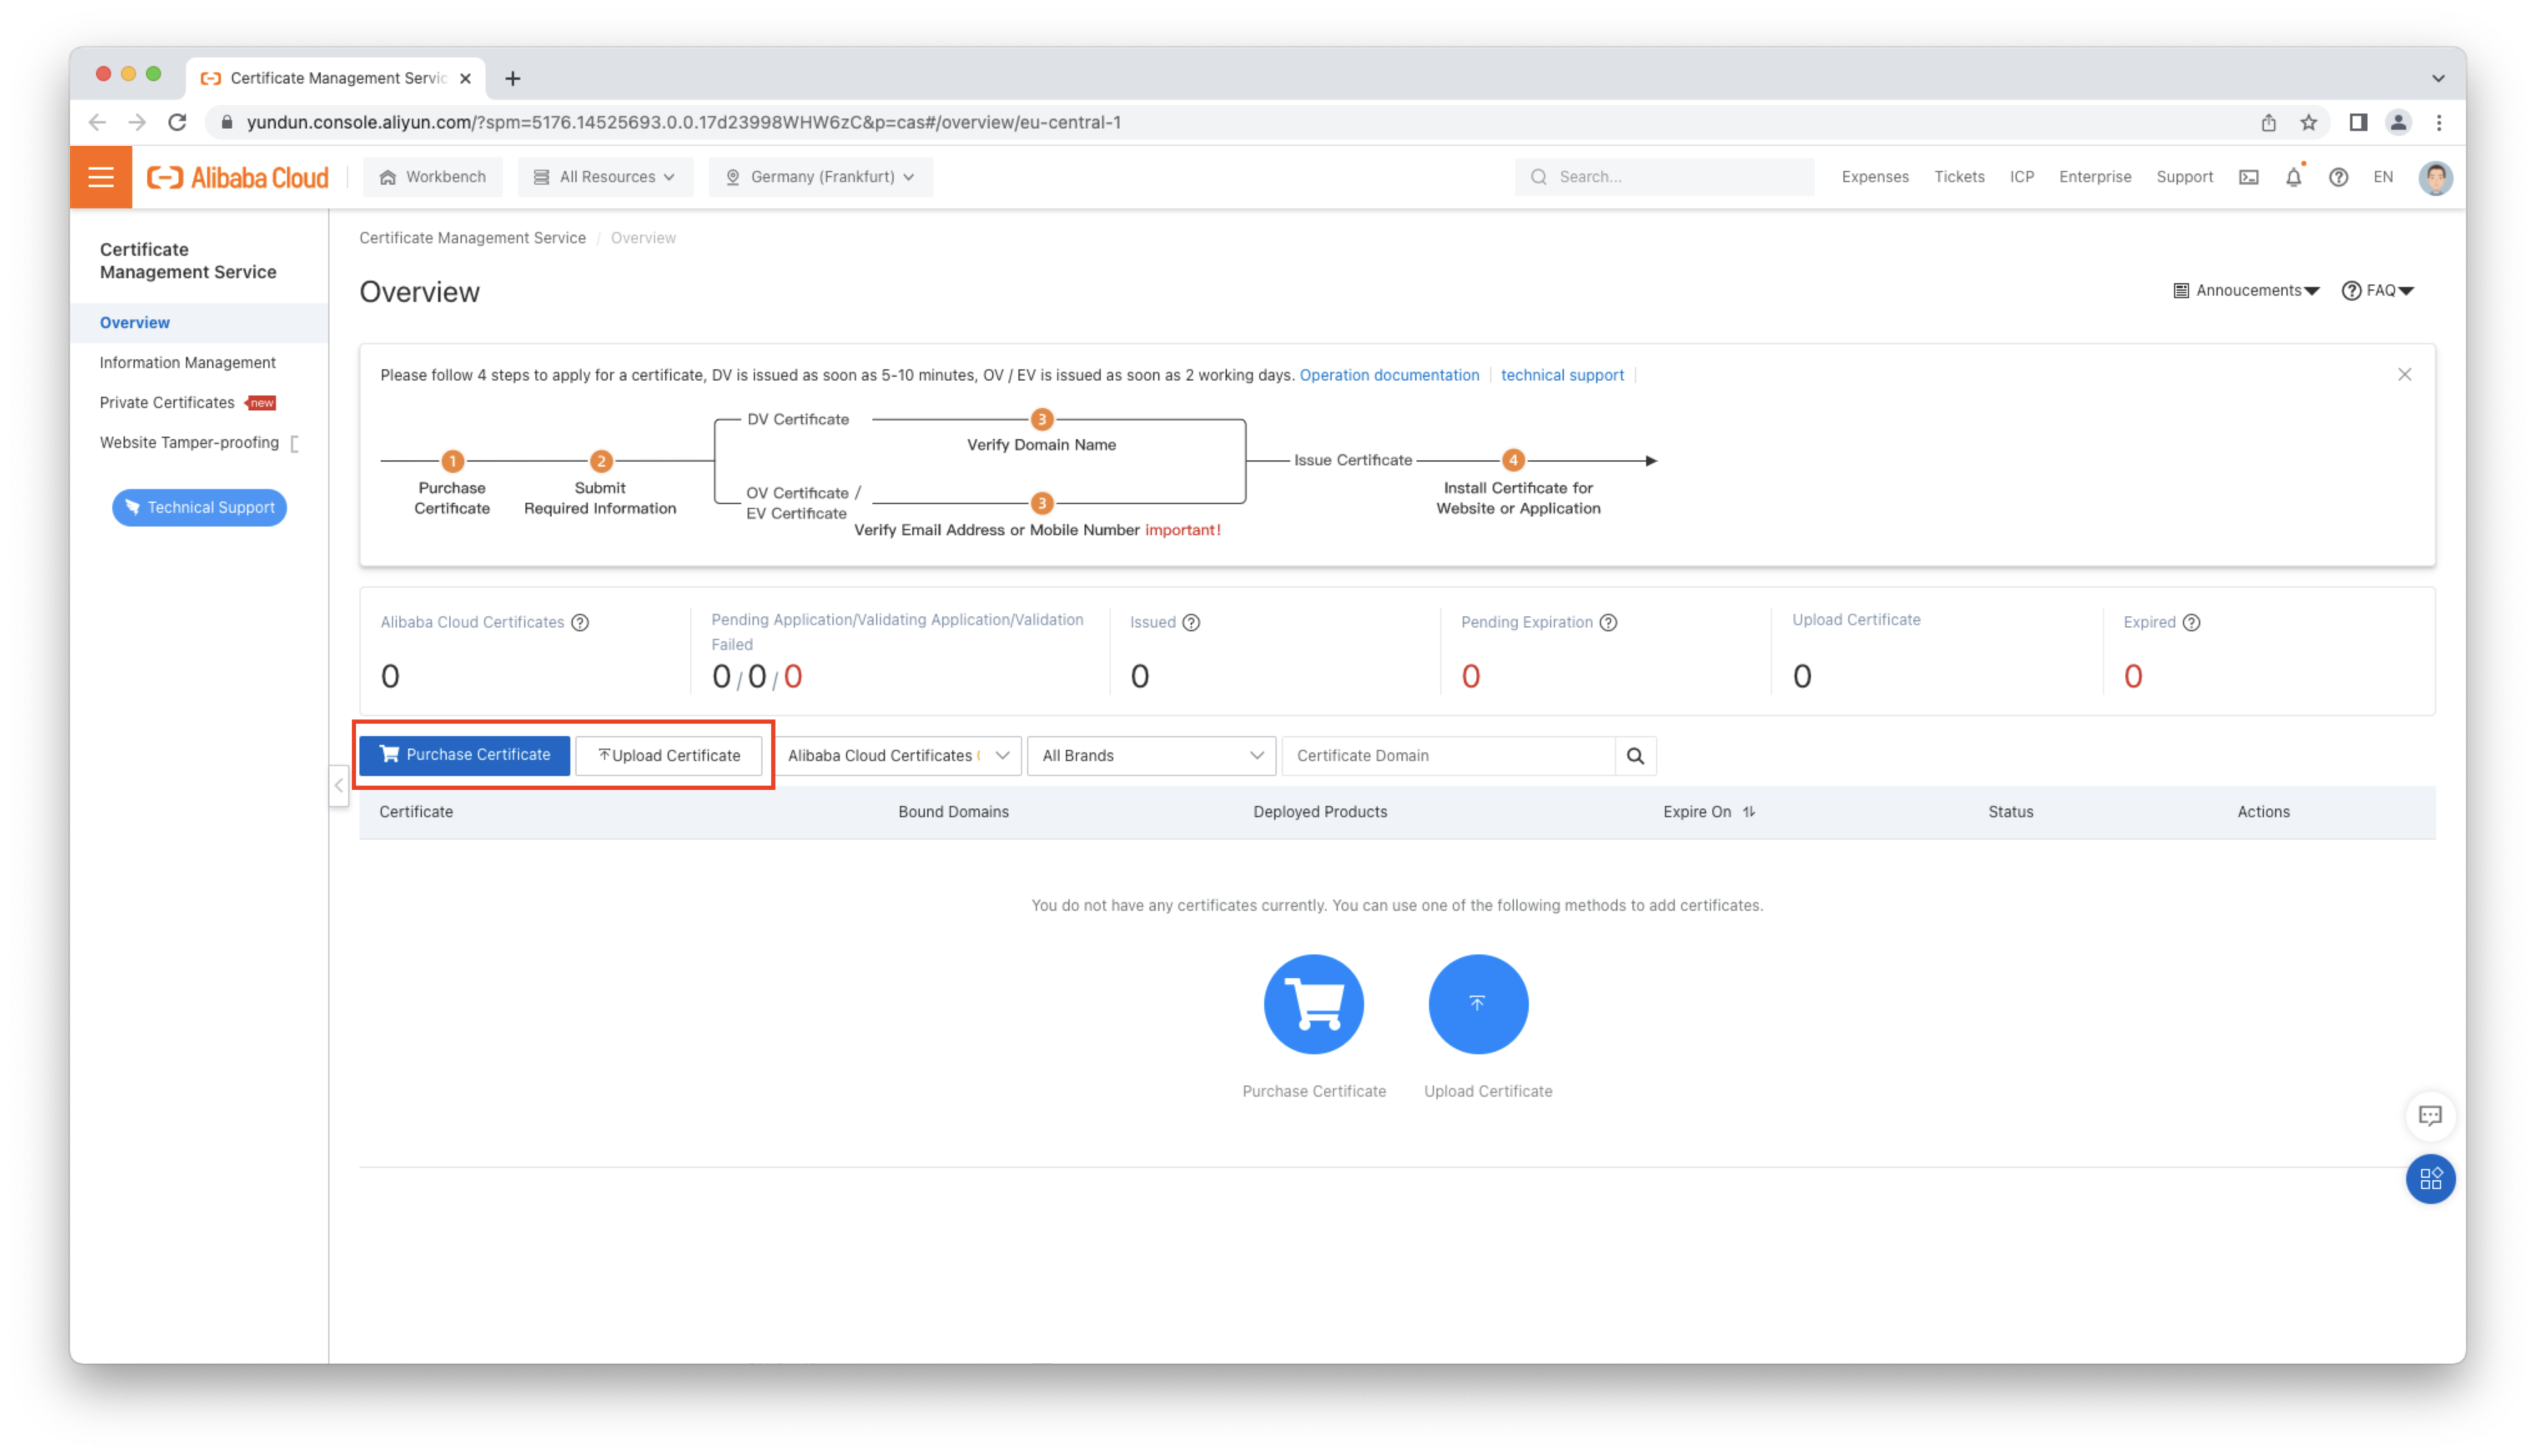 Certificate Management Servic
yundun.console.aliyun.com/?spm=5176.14525693.0.0.17d23998WHW6zC&p=cas#/overview/eu-central-1
Alibaba Cloud
Workbench
All Resources
Germany (Frankfurt)
Search...
Expenses
Tickets
ICP
Enterprise
Support
EN
Certificate
Management Service
Overview
Information Management
Private Certificates new
Website Tamper-proofing
Technical Support
Certificate Management Service / Overview
Overview
Annoucements
FAQ
Please follow 4 steps to apply for a certificate, DV is issued as soon as 5-10 minutes, OV / EV is issued as soon as 2 working days. Operation documentation | technical support |
1
Purchase
Certificate
2
Submit
Required Information
DV Certificate
3
Verify Domain Name
OV Certificate /
EV Certificate
3
Verify Email Address or Mobile Number important!
Issue Certificate
4
Install Certificate for
Website or Application
Alibaba Cloud Certificates
0
Pending Application/Validating Application/Validation
Failed
0 / 0 / 0
Issued
0
Pending Expiration
0
Upload Certificate
0
Expired
0
Purchase Certificate
Upload Certificate
Alibaba Cloud Certificates (
All Brands
Certificate Domain
Certificate
Bound Domains
Deployed Products
Expire On
Status
Actions
You do not have any certificates currently. You can use one of the following methods to add certificates.
Purchase Certificate
Upload Certificate